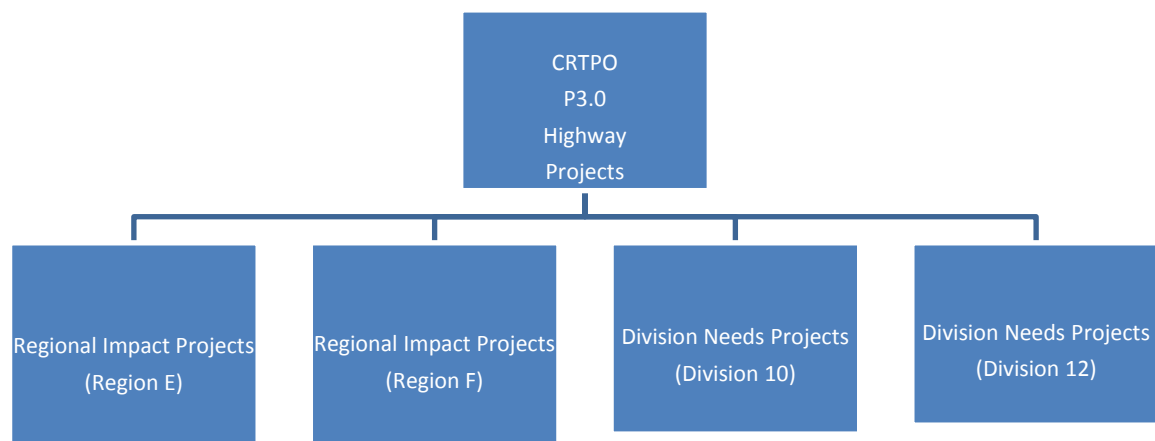 CRTPO
P3.0
Highway
Projects
Regional Impact Projects
(Region E)
Regional Impact Projects
(Region F)
Division Needs Projects
(Division 10)
Division Needs Projects
(Division 12)